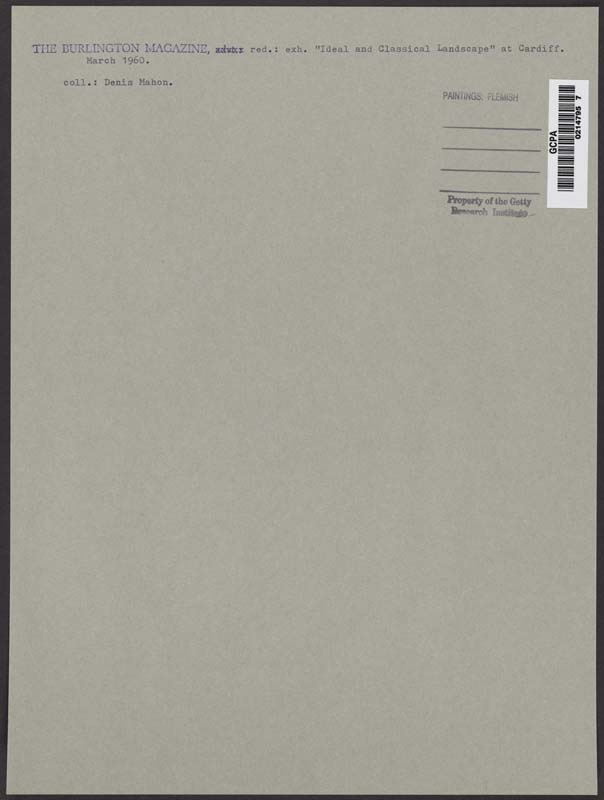 THE BURLINGTON MAGAZINE, red.: exh. "Ideal and Classical Landscape" at Cardiff.
March 1960.
coll.: Denis Mahon.
PAINTINGS: FLEMISH
Property of the Getty
Research Institute
GCPA
0214795 7